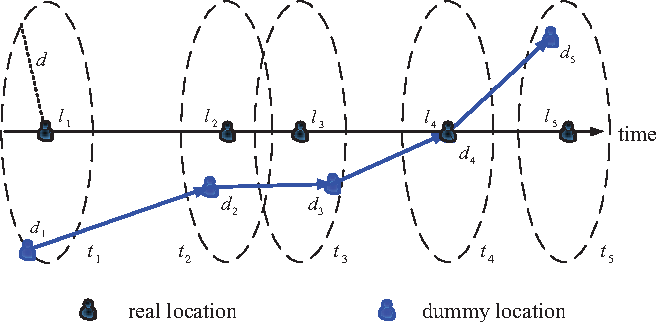 d l₁ l₂ l₃ l₄ l₅ d₅
time
d₁ d₂ d₃ d₄
t₁ t₂ t₃ t₄ t₅
real location dummy location